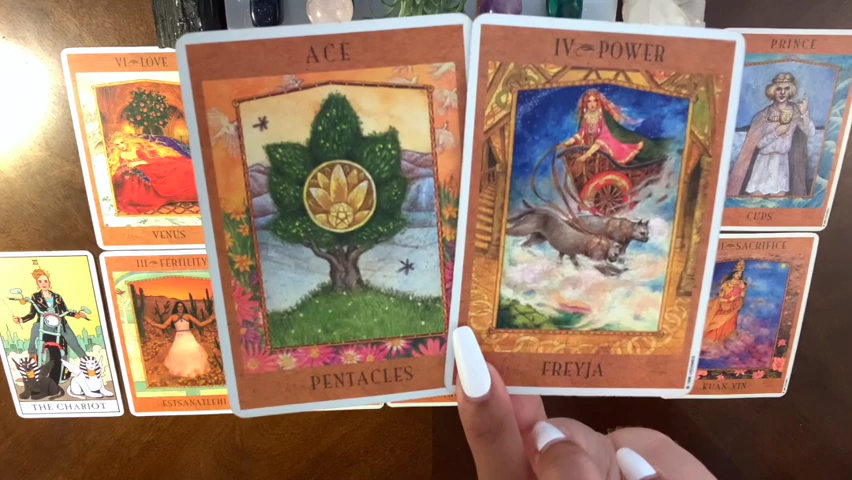 ACE
PENTACLES
IV POWER
FREYJA
VI LOVE
VENUS
PRINCE
CUPS
THE CHARIOT
III FERTILITY
ESTSANATLEHI
SACRIFICE
KUAN YIN